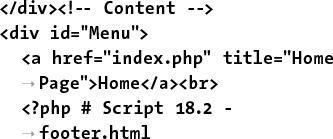 </div><!-- Content -->
<div id="Menu">
<a href="index.php" title="Home
→ Page">Home</a><br>
<?php # Script 18.2 -
→ footer.html